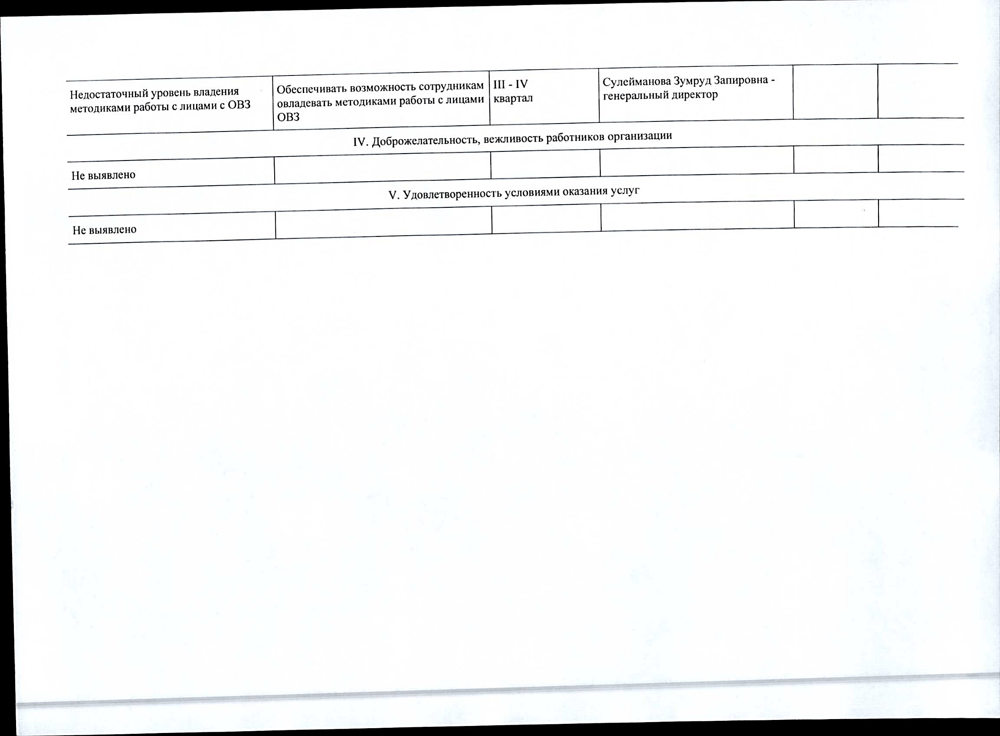 Недостаточный уровень владения
методиками работы с лицами с ОВЗ
Обеспечивать возможность сотрудникам
овладевать методиками работы с лицами
ОВЗ
III - IV
квартал
Сулейманова Зумруд Запировна -
генеральный директор
IV. Доброжелательность, вежливость работников организации
Не выявлено
V. Удовлетворенность условиями оказания услуг
Не выявлено